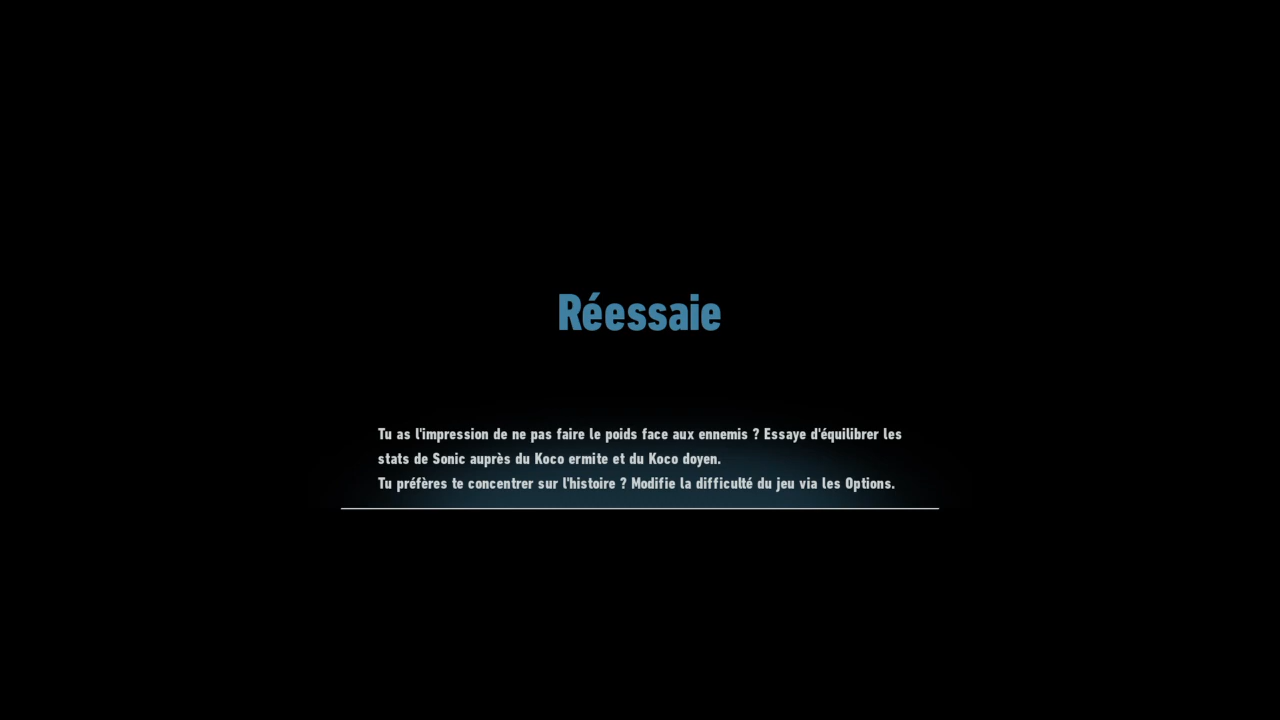 Réessaie
Tu as l'impression de ne pas faire le poids face aux ennemis ? Essaye d'équilibrer les
stats de Sonic auprès du Koco ermite et du Koco doyen.
Tu préfères te concentrer sur l'histoire ? Modifie la difficulté du jeu via les Options.